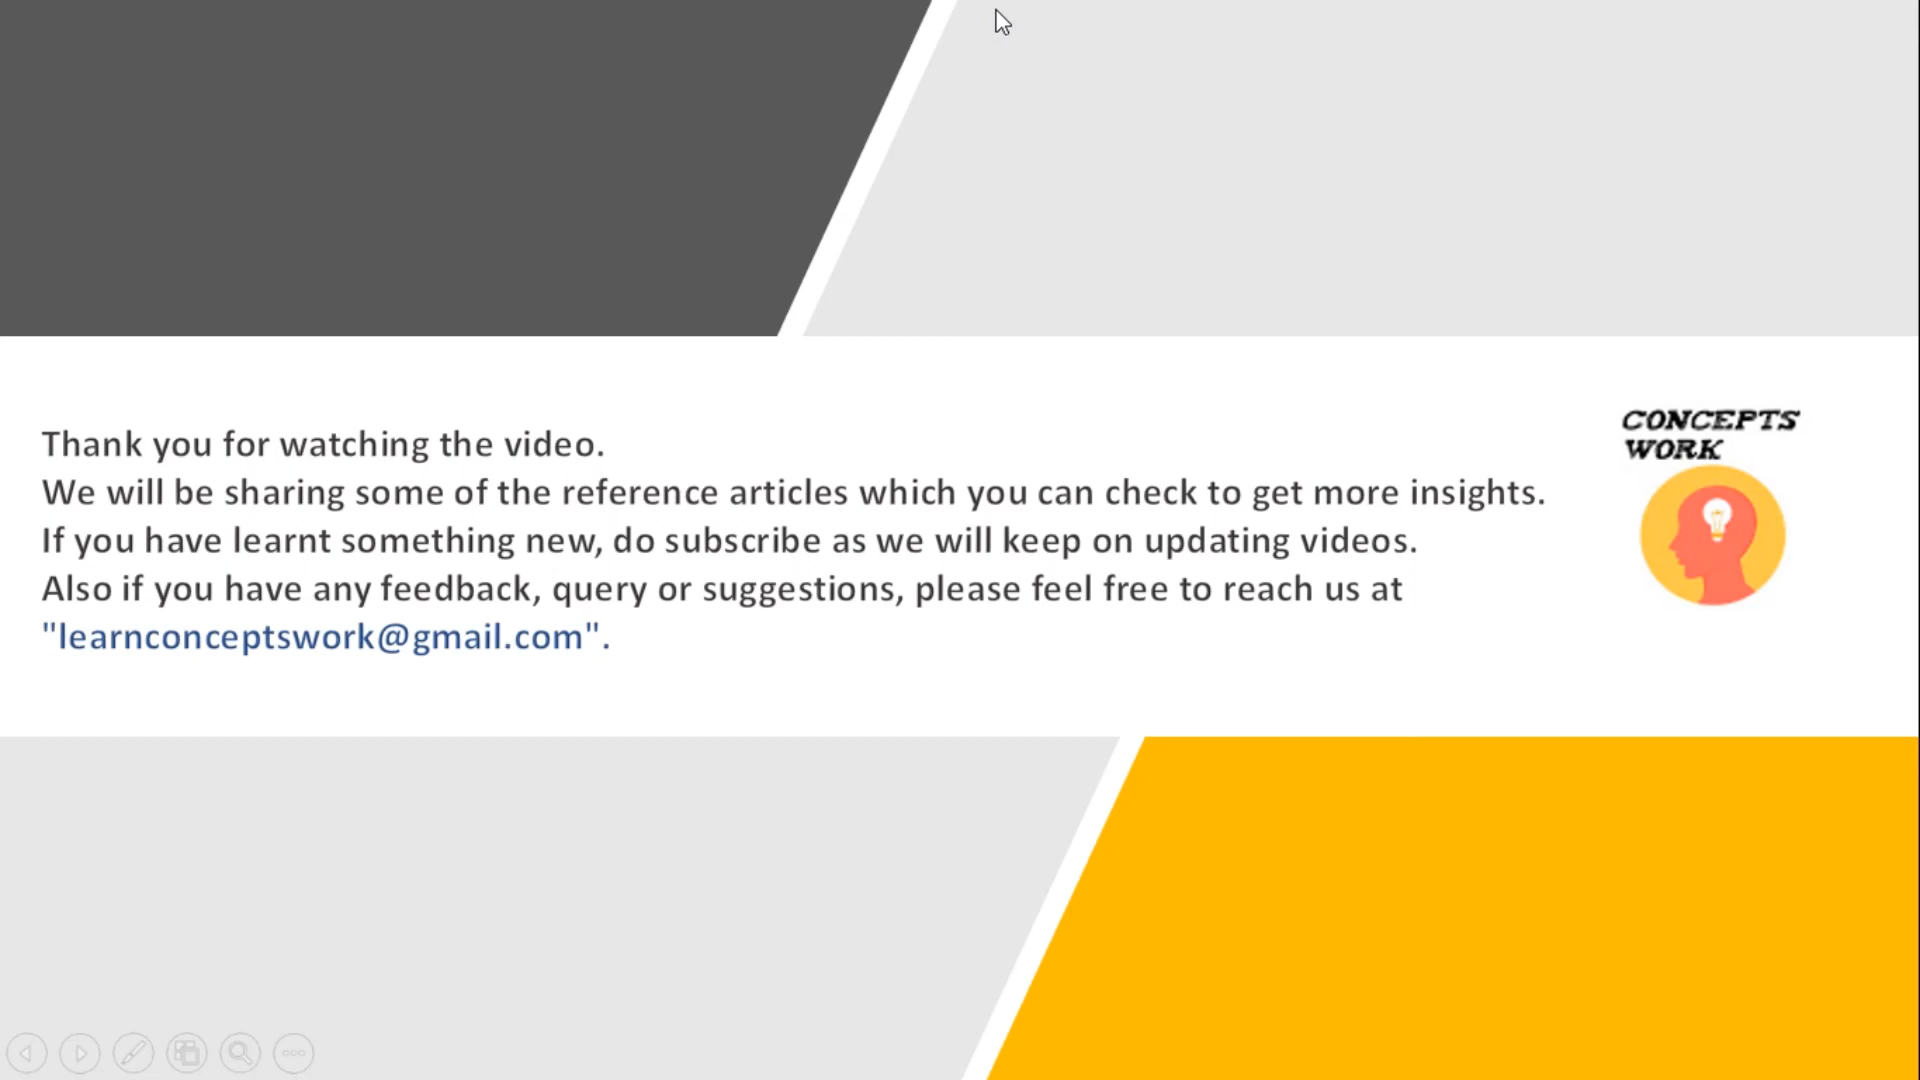 Thank you for watching the video.
We will be sharing some of the reference articles which you can check to get more insights.
If you have learnt something new, do subscribe as we will keep on updating videos.
Also if you have any feedback, query or suggestions, please feel free to reach us at
"learnconceptswork@gmail.com".
CONCEPTS
WORK